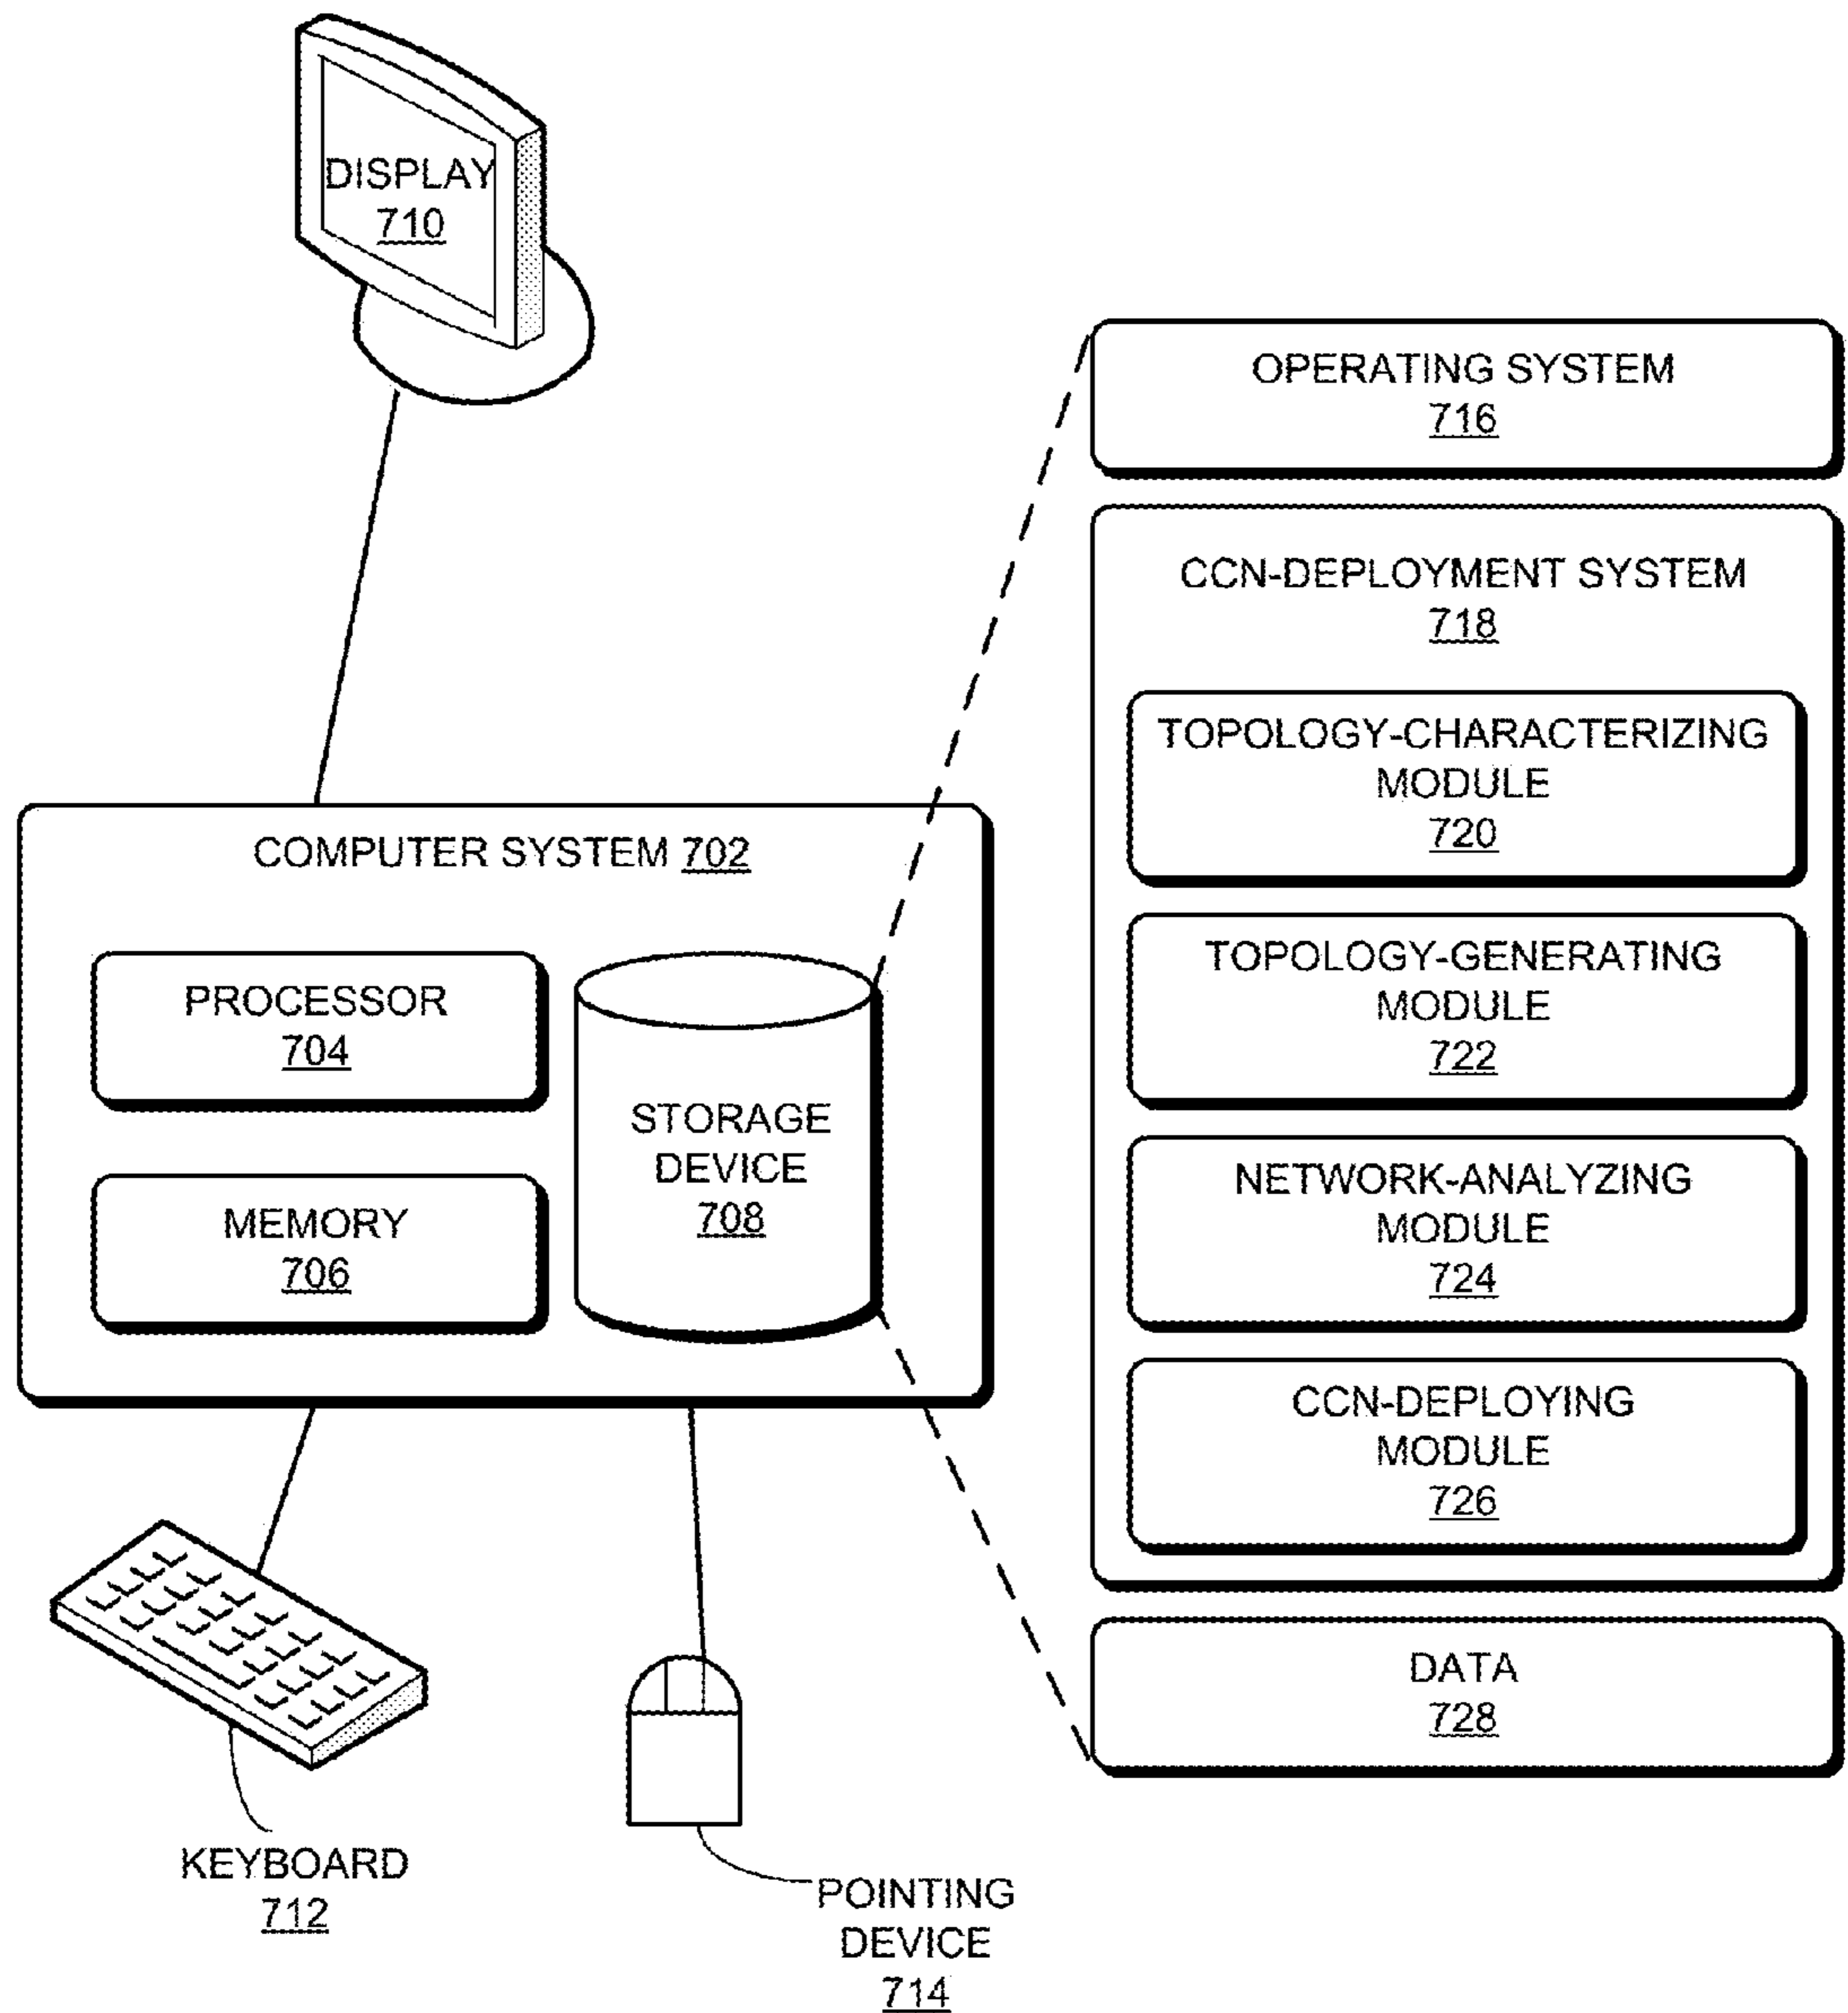 DISPLAY
710
OPERATING SYSTEM
716
CCN-DEPLOYMENT SYSTEM
718
TOPOLOGY-CHARACTERIZING
MODULE
720
TOPOLOGY-GENERATING
MODULE
722
NETWORK-ANALYZING
MODULE
724
CCN-DEPLOYING
MODULE
726
DATA
728
COMPUTER SYSTEM 702
PROCESSOR
704
MEMORY
706
STORAGE
DEVICE
708
KEYBOARD
712
POINTING
DEVICE
714